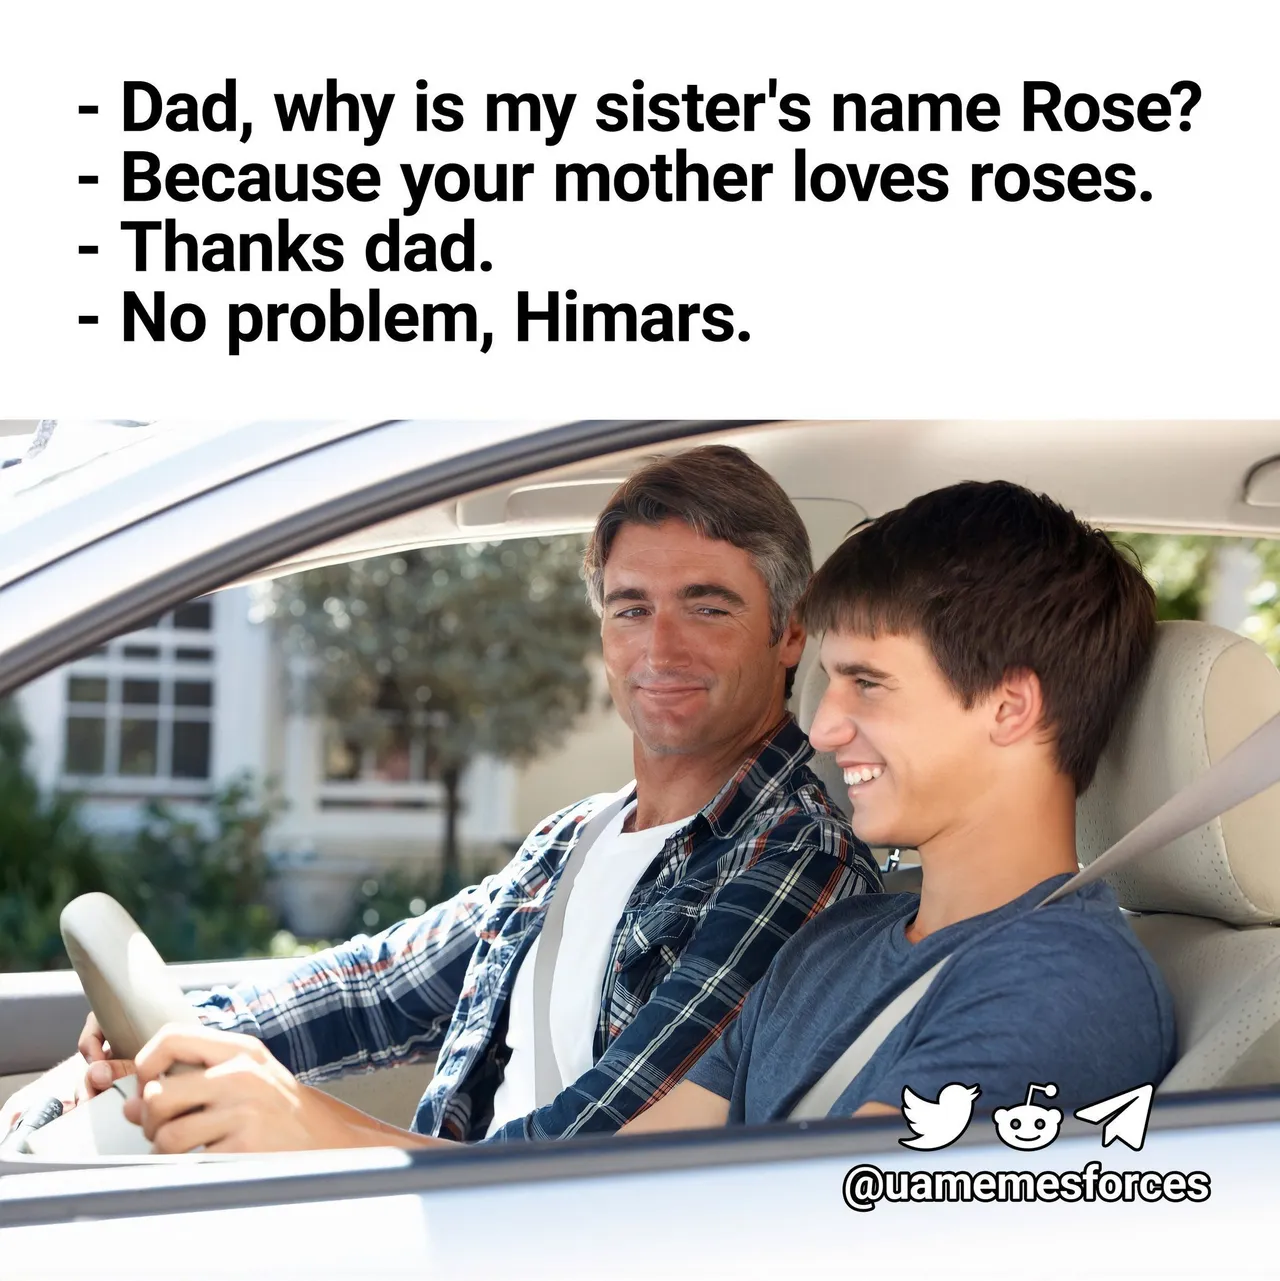 - Dad, why is my sister's name Rose?
- Because your mother loves roses.
- Thanks dad.
- No problem, Himars.
@uamemesforces